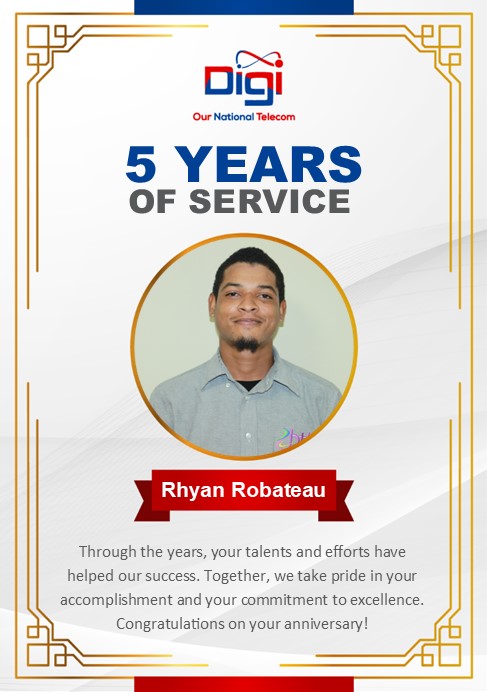 Digi
Our National Telecom
5 YEARS
OF SERVICE
Rhyan Robateau
Through the years, your talents and efforts have
helped our success. Together, we take pride in your
accomplishment and your commitment to excellence.
Congratulations on your anniversary!